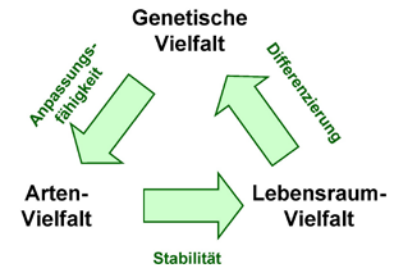 Genetische
Vielfalt
Anpassungs-
fähigkeit
Differenzierung
Arten-
Vielfalt
Lebensraum-
Vielfalt
Stabilität